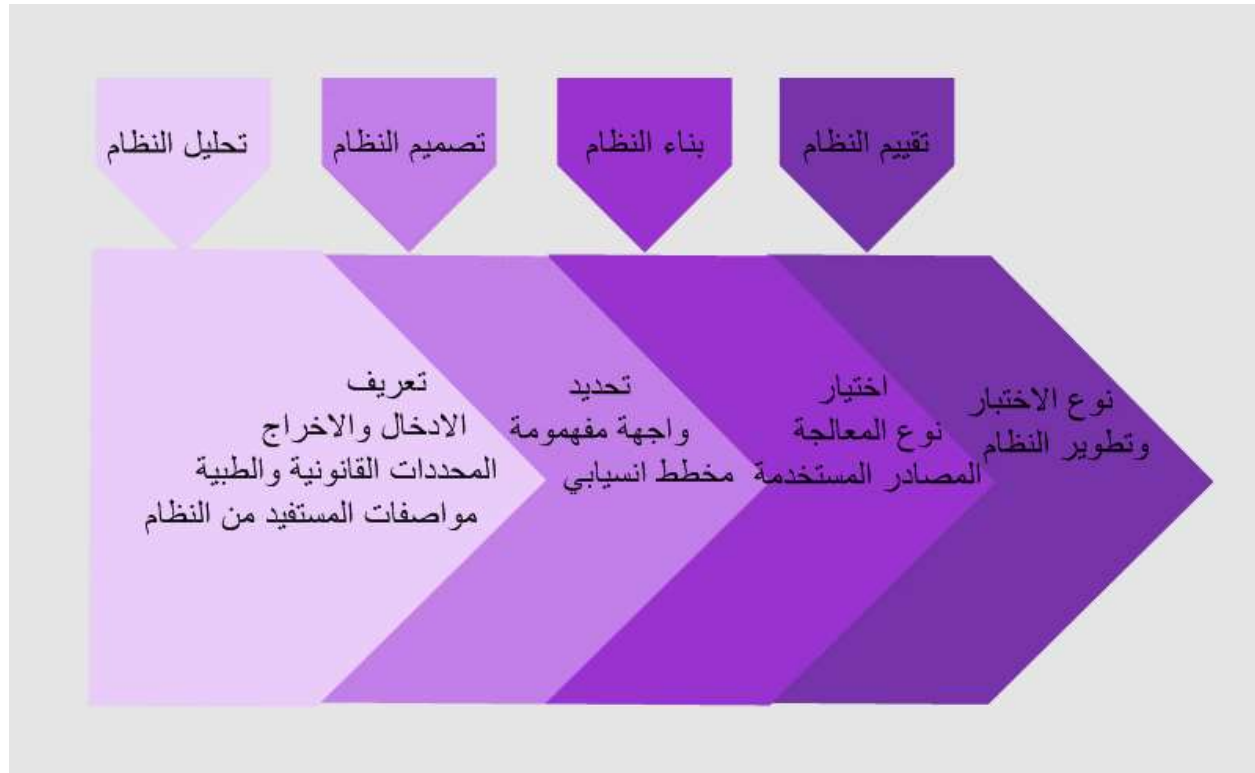 تحليل النظام
تصميم النظام
بناء النظام
تقييم النظام
تعريف
الادخال والاخراج
المحددات القانونية والطبية
مواصفات المستفيد من النظام
تحديد
واجهة مفهومة
مخطط انسيابي
اختيار
نوع المعالجة
المصادر المستخدمة
نوع الاختبار
وتطوير النظام